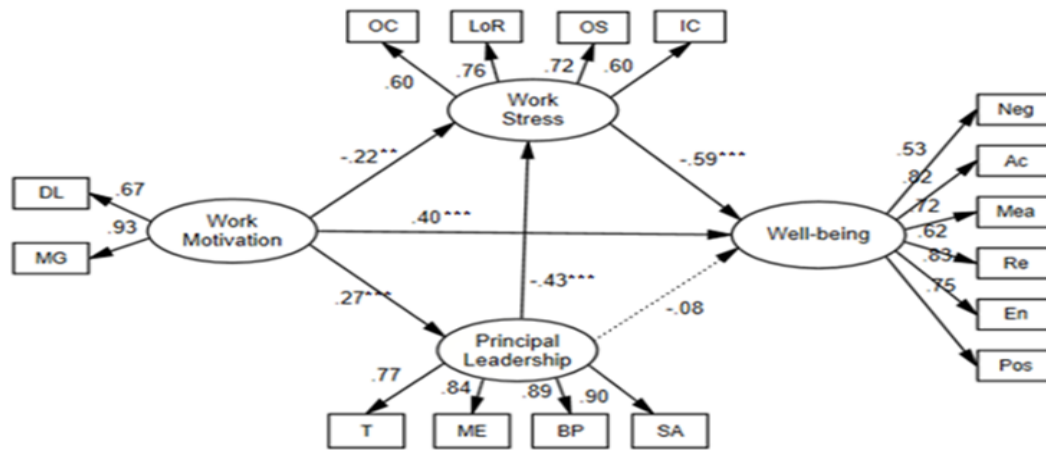 OC
LoR
OS
IC
.60
.76
.72
.60
Work
Stress
Neg
Ac
Mea
Re
En
Pos
.53
.82
.72
.62
.83
.75
-.22**
-.59***
DL
MG
.67
.93
Work
Motivation
.40***
Well-being
.27***
-.43***
-.08
Principal
Leadership
.77
.84
.89
.90
T
ME
BP
SA